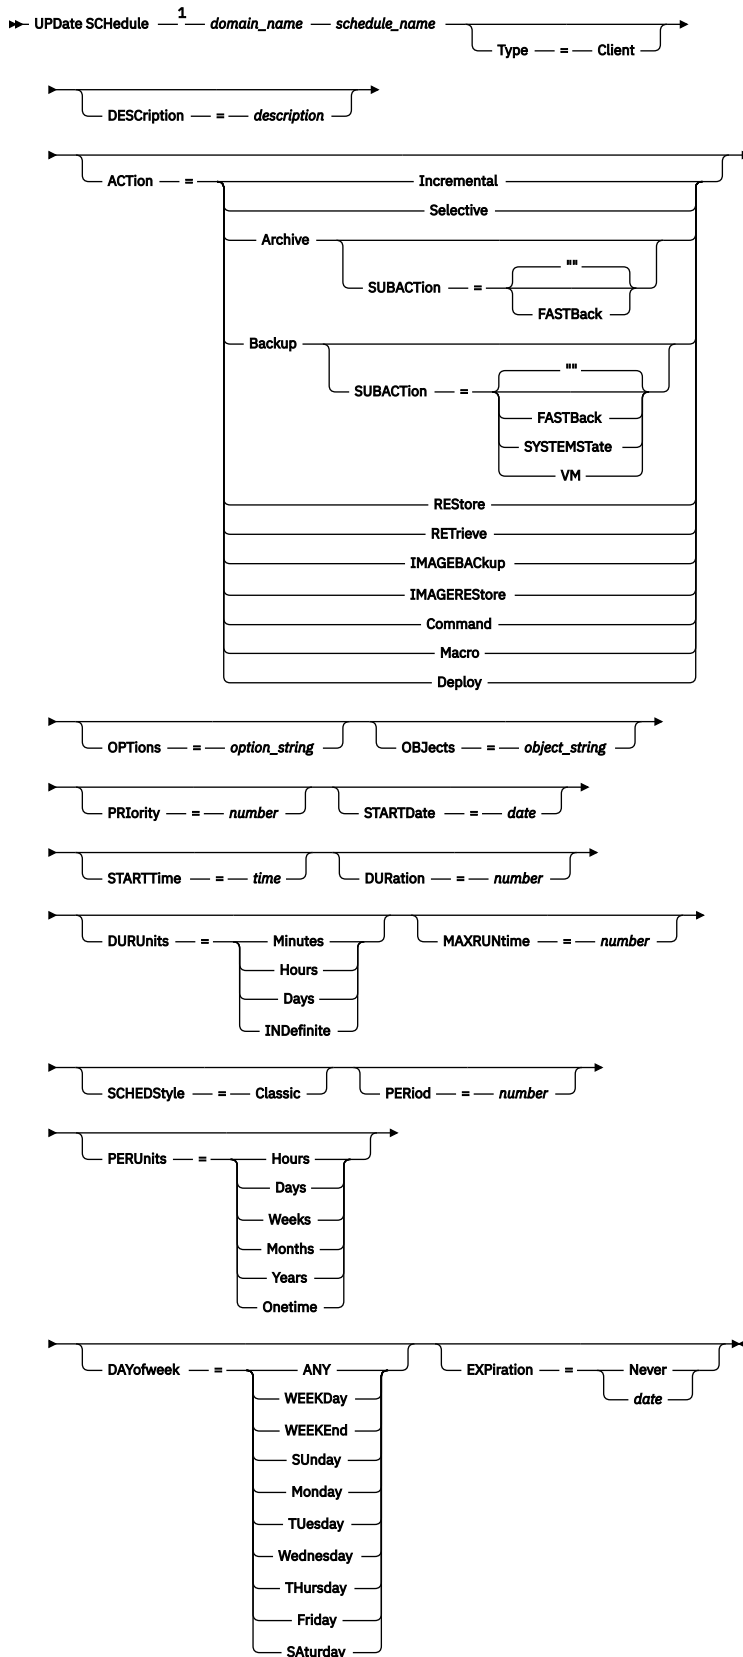 1
UPDate SCHedule domain_name schedule_name
Type = Client
DESCription = description
ACTion = Incremental
Selective
Archive
""
SUBACTion =
FASTBack
Backup
""
SUBACTion =
FASTBack
SYSTEMSTate
VM
REStore
RETrieve
IMAGEBACkup
IMAGEREStore
Command
Macro
Deploy
OPTions = option_string OBJects = object_string
PRIority = number STARTDate = date
STARTTime = time DURation = number
DURUnits = Minutes MAXRUNtime = number
Hours
Days
INDefinite
SCHEDStyle = Classic PERiod = number
PERUnits = Hours
Days
Weeks
Months
Years
Onetime
DAYofweek = ANY EXPiration = Never
WEEKDay date
WEEKEnd
SUnday
Monday
TUesday
Wednesday
THursday
Friday
SAturday